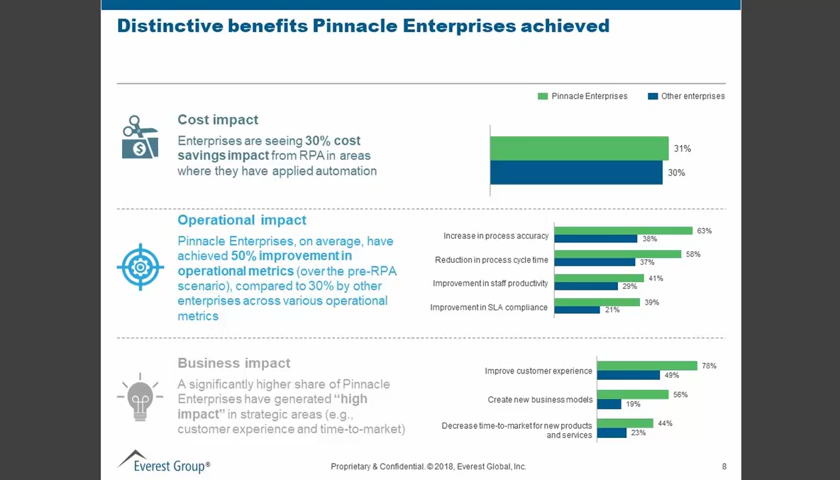 Distinctive benefits Pinnacle Enterprises achieved
Pinnacle Enterprises
Other enterprises
Cost impact
Enterprises are seeing 30% cost
savings impact from RPA in areas
where they have applied automation
31%
30%
Operational impact
Pinnacle Enterprises, on average, have
achieved 50% improvement in
operational metrics (over the pre-RPA
scenario), compared to 30% by other
enterprises across various operational
metrics
Increase in process accuracy
63%
38%
Reduction in process cycle time
58%
37%
Improvement in staff productivity
41%
29%
Improvement in SLA compliance
39%
21%
Business impact
A significantly higher share of Pinnacle
Enterprises have generated “high
impact” in strategic areas (e.g.,
customer experience and time-to-market)
Improve customer experience
78%
49%
Create new business models
56%
19%
Decrease time-to-market for new products
and services
44%
23%
Everest Group®
Proprietary & Confidential. © 2018, Everest Global, Inc.
8